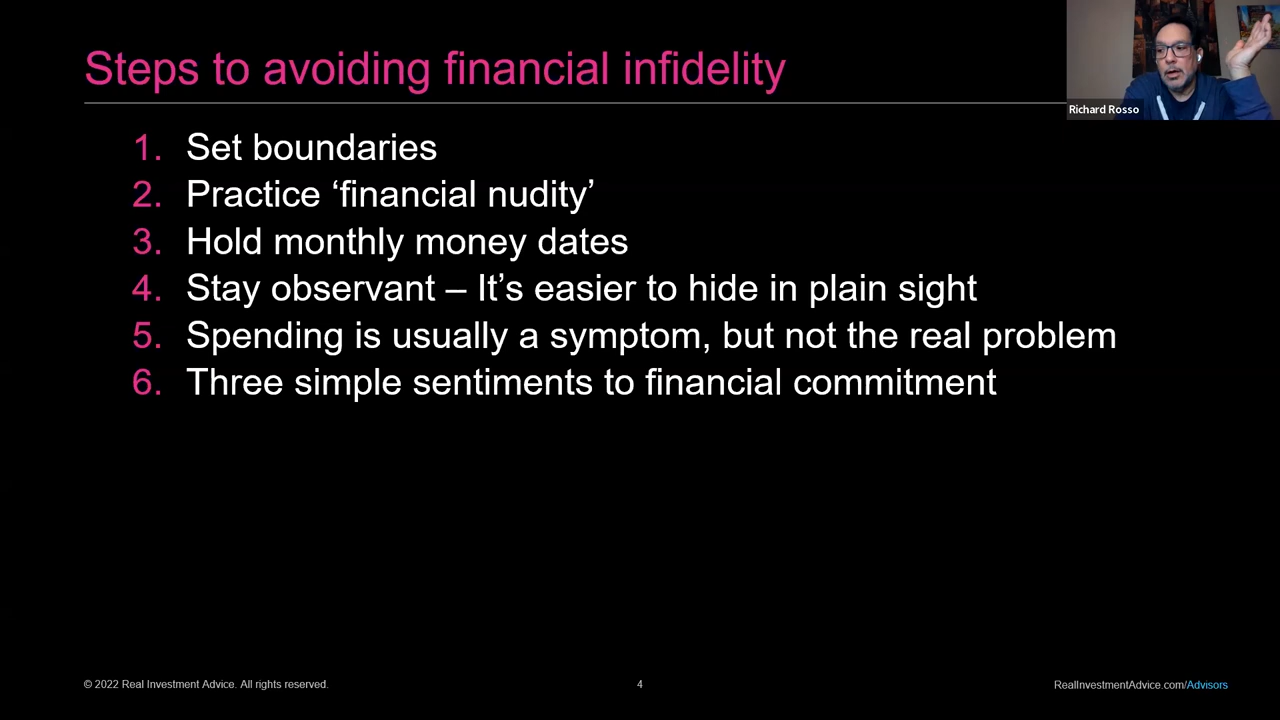 Steps to avoiding financial infidelity
Richard Rosso
1. Set boundaries
2. Practice ‘financial nudity’
3. Hold monthly money dates
4. Stay observant – It’s easier to hide in plain sight
5. Spending is usually a symptom, but not the real problem
6. Three simple sentiments to financial commitment
© 2022 Real Investment Advice. All rights reserved.
4
RealInvestmentAdvice.com/Advisors